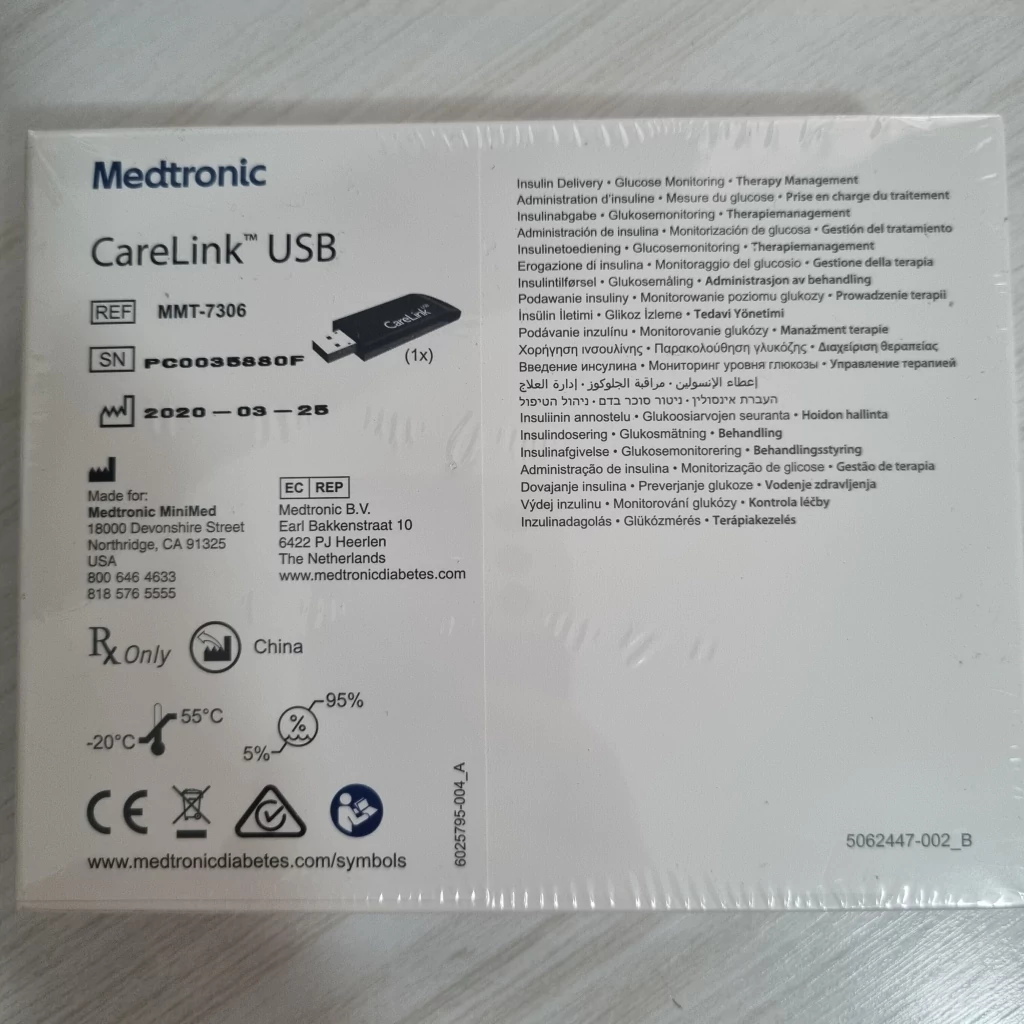 Medtronic
CareLink™ USB
REF MMT-7306
CareLink™
(1x)
SN PC0035880F
2020-03-25
Made for:
Medtronic MiniMed
18000 Devonshire Street
Northridge, CA 91325
USA
800 646 4633
818 576 5555
EC REP
Medtronic B.V.
Earl Bakkenstraat 10
6422 PJ Heerlen
The Netherlands
www.medtronicdiabetes.com
Rx Only
China
-20°C
55°C
5%
%
95%
CE
www.medtronicdiabetes.com/symbols
6025795-004_A
Insulin Delivery • Glucose Monitoring • Therapy Management
Administration d'insuline • Mesure du glucose • Prise en charge du traitement
Insulinabgabe • Glukosemonitoring • Therapiemanagement
Administración de insulina • Monitorización de glucosa • Gestión del tratamiento
Insulinetoediening • Glucosemonitoring • Therapiemanagement
Erogazione di insulina • Monitoraggio del glucosio • Gestione della terapia
Insulintilførsel • Glukosemåling • Administrasjon av behandling
Podawanie insuliny • Monitorowanie poziomu glukozy • Prowadzenie terapii
İnsülin İletimi • Glikoz İzleme • Tedavi Yönetimi
Podávanie inzulínu • Monitorovanie glukózy • Manažment terapie
Χορήγηση ινσουλίνης • Παρακολούθηση γλυκόζης • Διαχείριση θεραπείας
Введение инсулина • Мониторинг уровня глюкозы • Управление терапией
إعطاء الإنسولين • مراقبة الجلوكوز • إدارة العلاج
העברת אינסולין • ניטור סוכר בדם • ניהול הטיפול
Insuliinin annostelu • Glukoosiarvojen seuranta • Hoidon hallinta
Insulindosering • Glukosmätning • Behandling
Insulinafgivelse • Glukosemonitorering • Behandlingsstyring
Administração de insulina • Monitorização de glicose • Gestão de terapia
Dovajanje insulina • Preverjanje glukoze • Vodenje zdravljenja
Výdej inzulinu • Monitorování glukózy • Kontrola léčby
Inzulinadagolás • Glükózmérés • Terápiakezelés
5062447-002_B